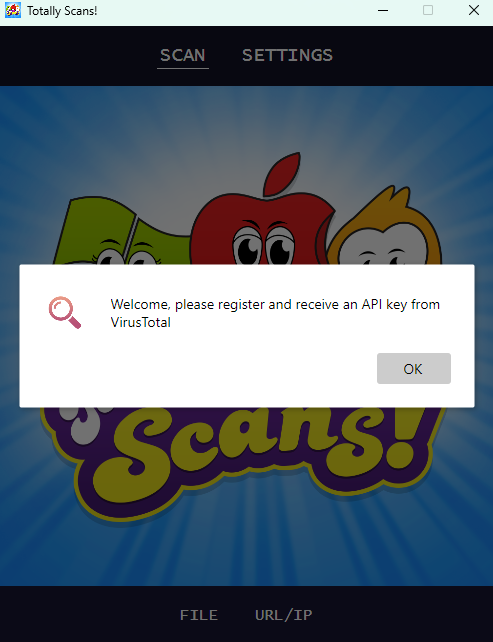 Totally Scans!
SCAN SETTINGS
Welcome, please register and receive an API key from
VirusTotal
OK
Scans!
FILE URL/IP